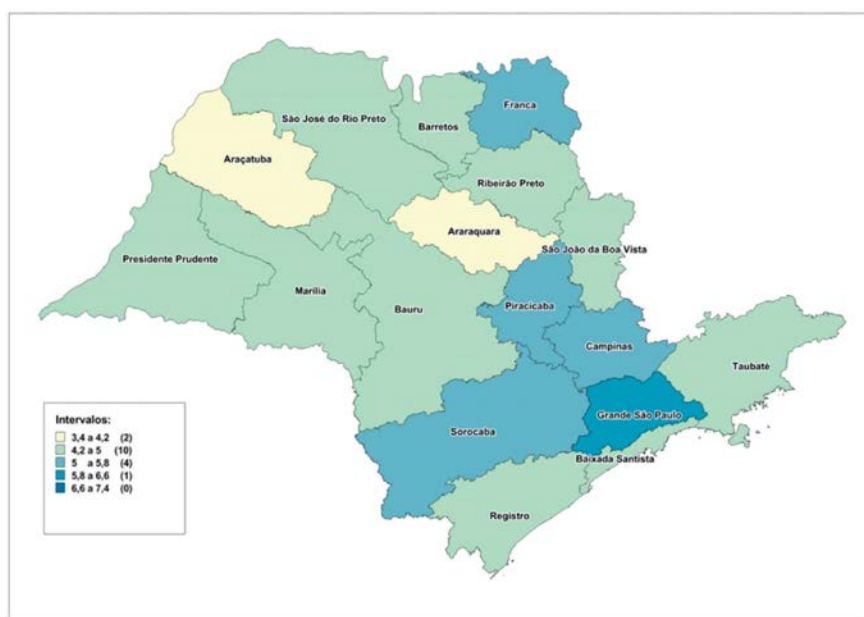 Franca
São José do Rio Preto
Barretos
Araçatuba
Ribeirão Preto
Araraquara
São João da Boa Vista
Presidente Prudente
Marília
Bauru
Piracicaba
Campinas
Taubaté
Grande São Paulo
Sorocaba
Baixada Santista
Registro
Intervalos:
3,4 a 4,2 (2)
4,2 a 5 (10)
5 a 5,8 (4)
5,8 a 6,6 (1)
6,6 a 7,4 (0)